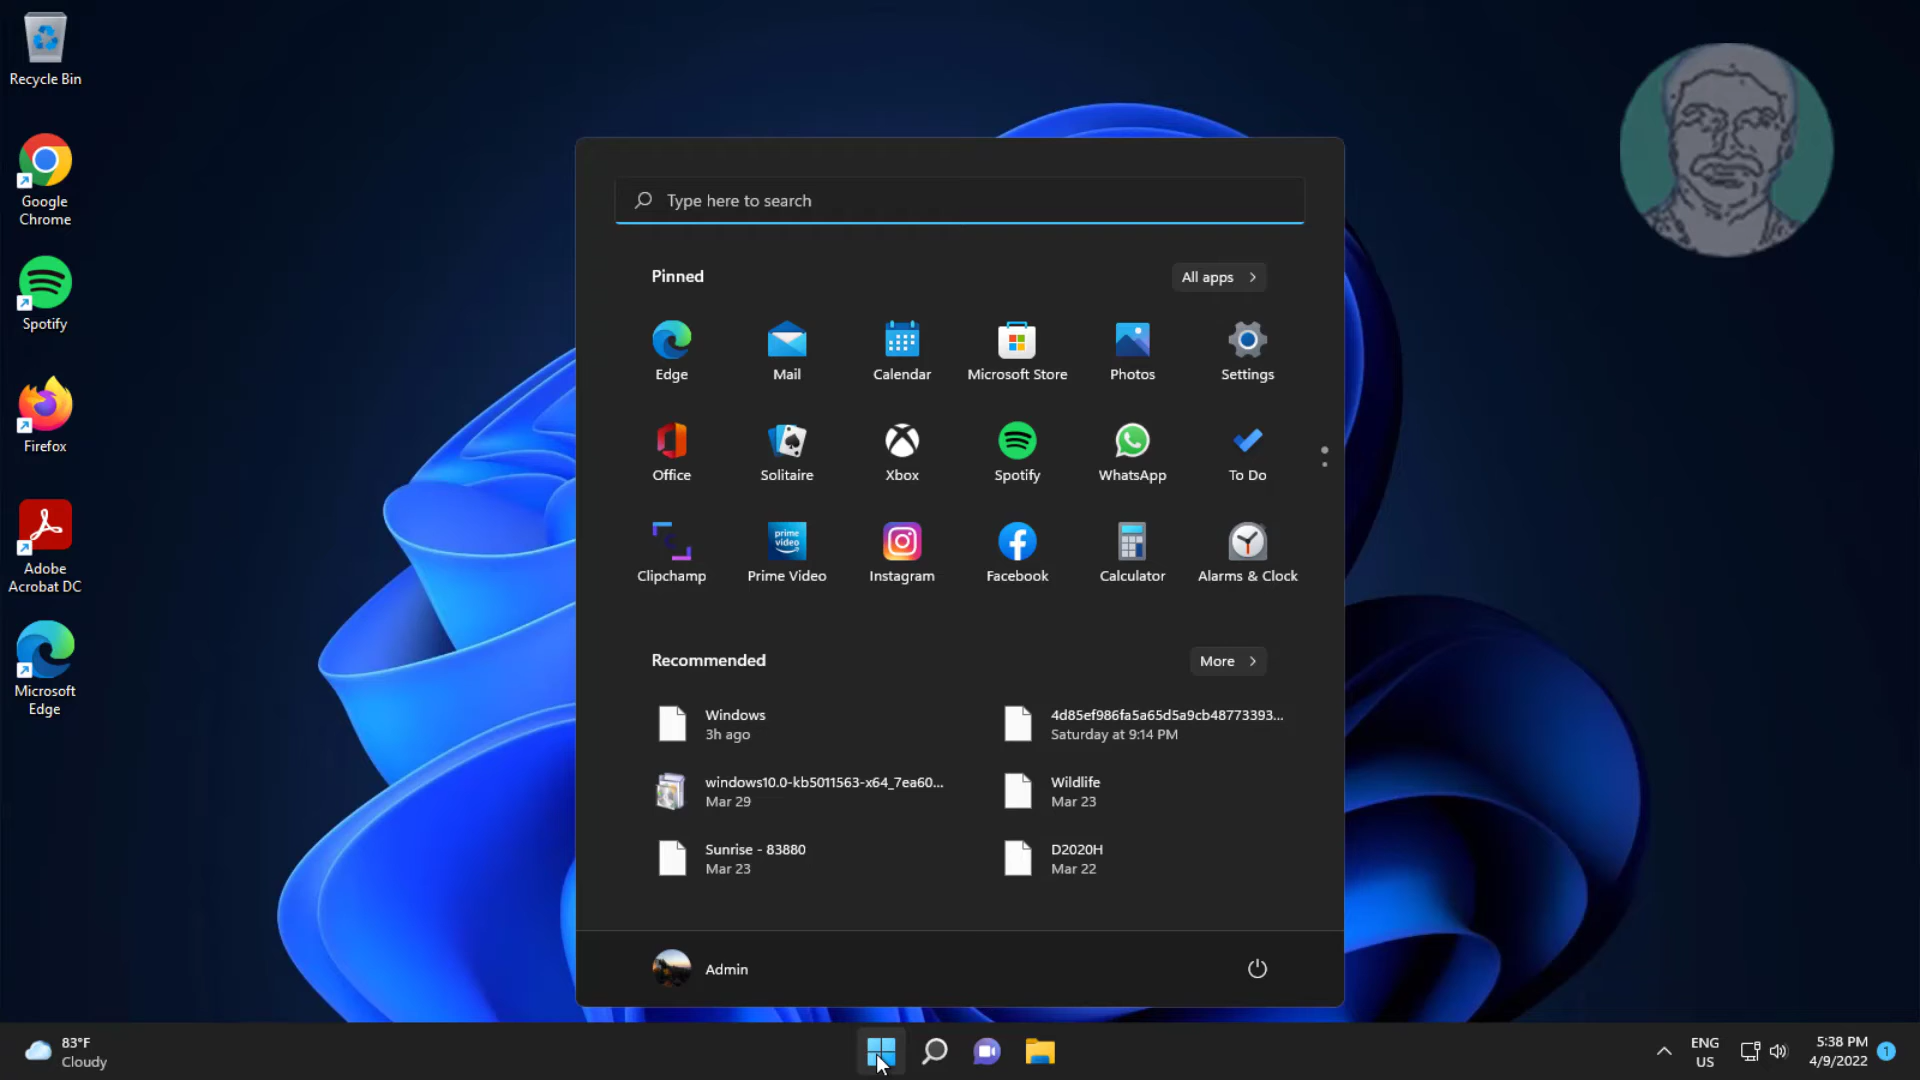 Recycle Bin
Google
Chrome
Spotify
Firefox
Adobe
Acrobat DC
Microsoft
Edge
Type here to search
Pinned
All apps
Edge
Mail
Calendar
Microsoft Store
Photos
Settings
Office
Solitaire
Xbox
Spotify
WhatsApp
To Do
prime
video
Clipchamp
Prime Video
Instagram
Facebook
Calculator
Alarms & Clock
Recommended
More
Windows
3h ago
4d85ef986fa5a65d5a9cb48773393...
Saturday at 9:14 PM
windows10.0-kb5011563-x64_7ea60...
Mar 29
Wildlife
Mar 23
Sunrise - 83880
Mar 23
D2020H
Mar 22
Admin
83°F
Cloudy
ENG
US
5:38 PM
4/9/2022
1